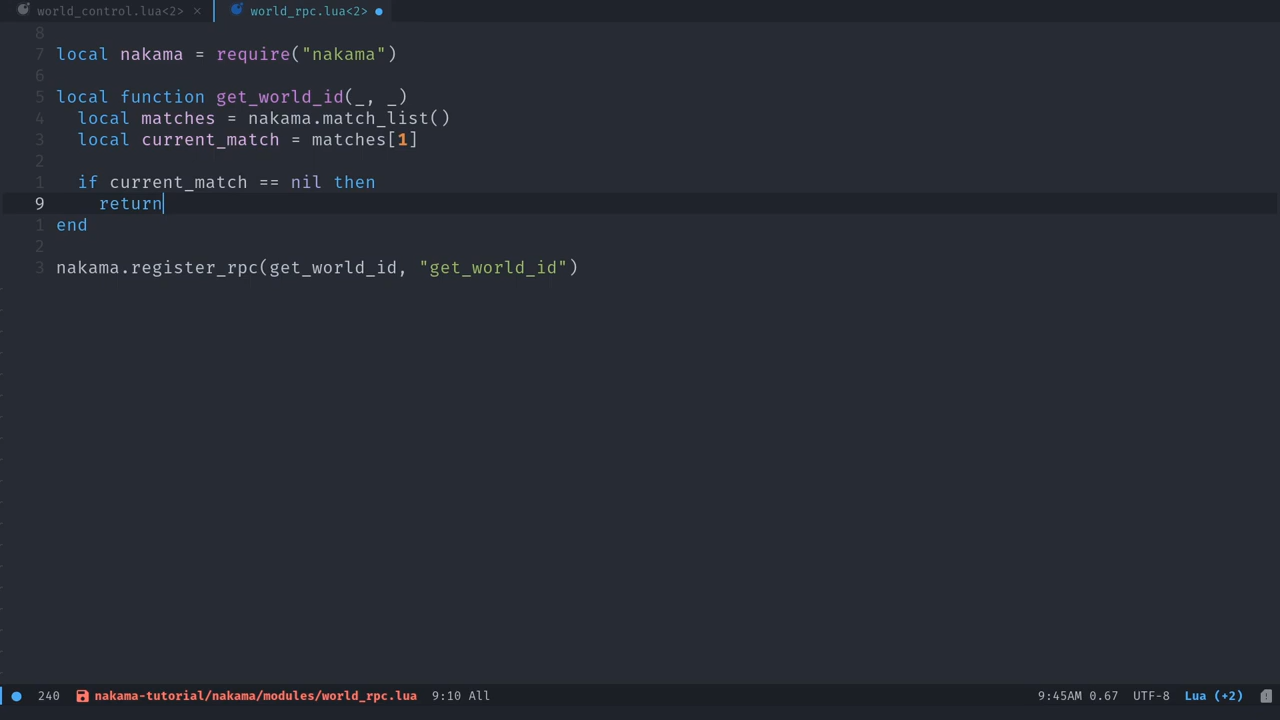 world_control.lua<2> × world_rpc.lua<2> ●
8
7 local nakama = require("nakama")
6
5 local function get_world_id(_, _)
4   local matches = nakama.match_list()
3   local current_match = matches[1]
2
1   if current_match == nil then
9     return
1 end
2
3 nakama.register_rpc(get_world_id, "get_world_id")
240 nakama-tutorial/nakama/modules/world_rpc.lua 9:10 All 9:45AM 0.67 UTF-8 Lua (+2)